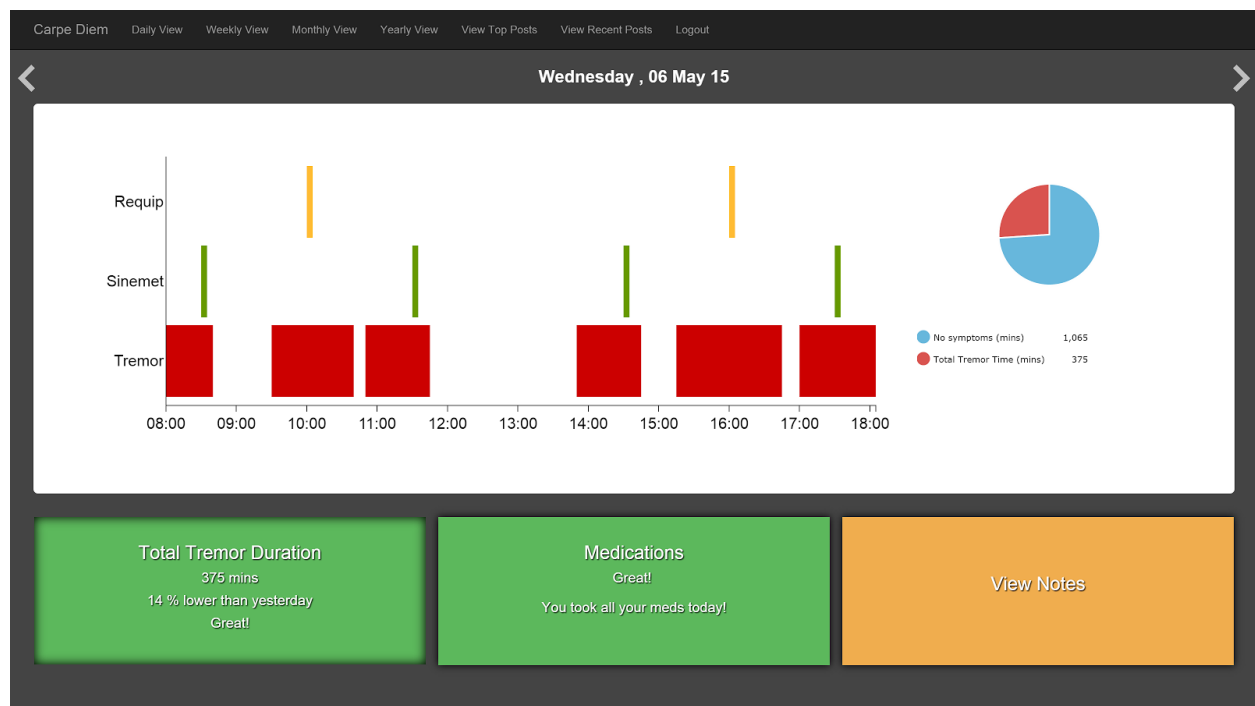 Carpe Diem Daily View Weekly View Monthly View Yearly View View Top Posts View Recent Posts Logout
Wednesday , 06 May 15
Requip
Sinemet
Tremor
08:00 09:00 10:00 11:00 12:00 13:00 14:00 15:00 16:00 17:00 18:00
No symptoms (mins) 1,065
Total Tremor Time (mins) 375
Total Tremor Duration
375 mins
14 % lower than yesterday
Great!
Medications
Great!
You took all your meds today!
View Notes